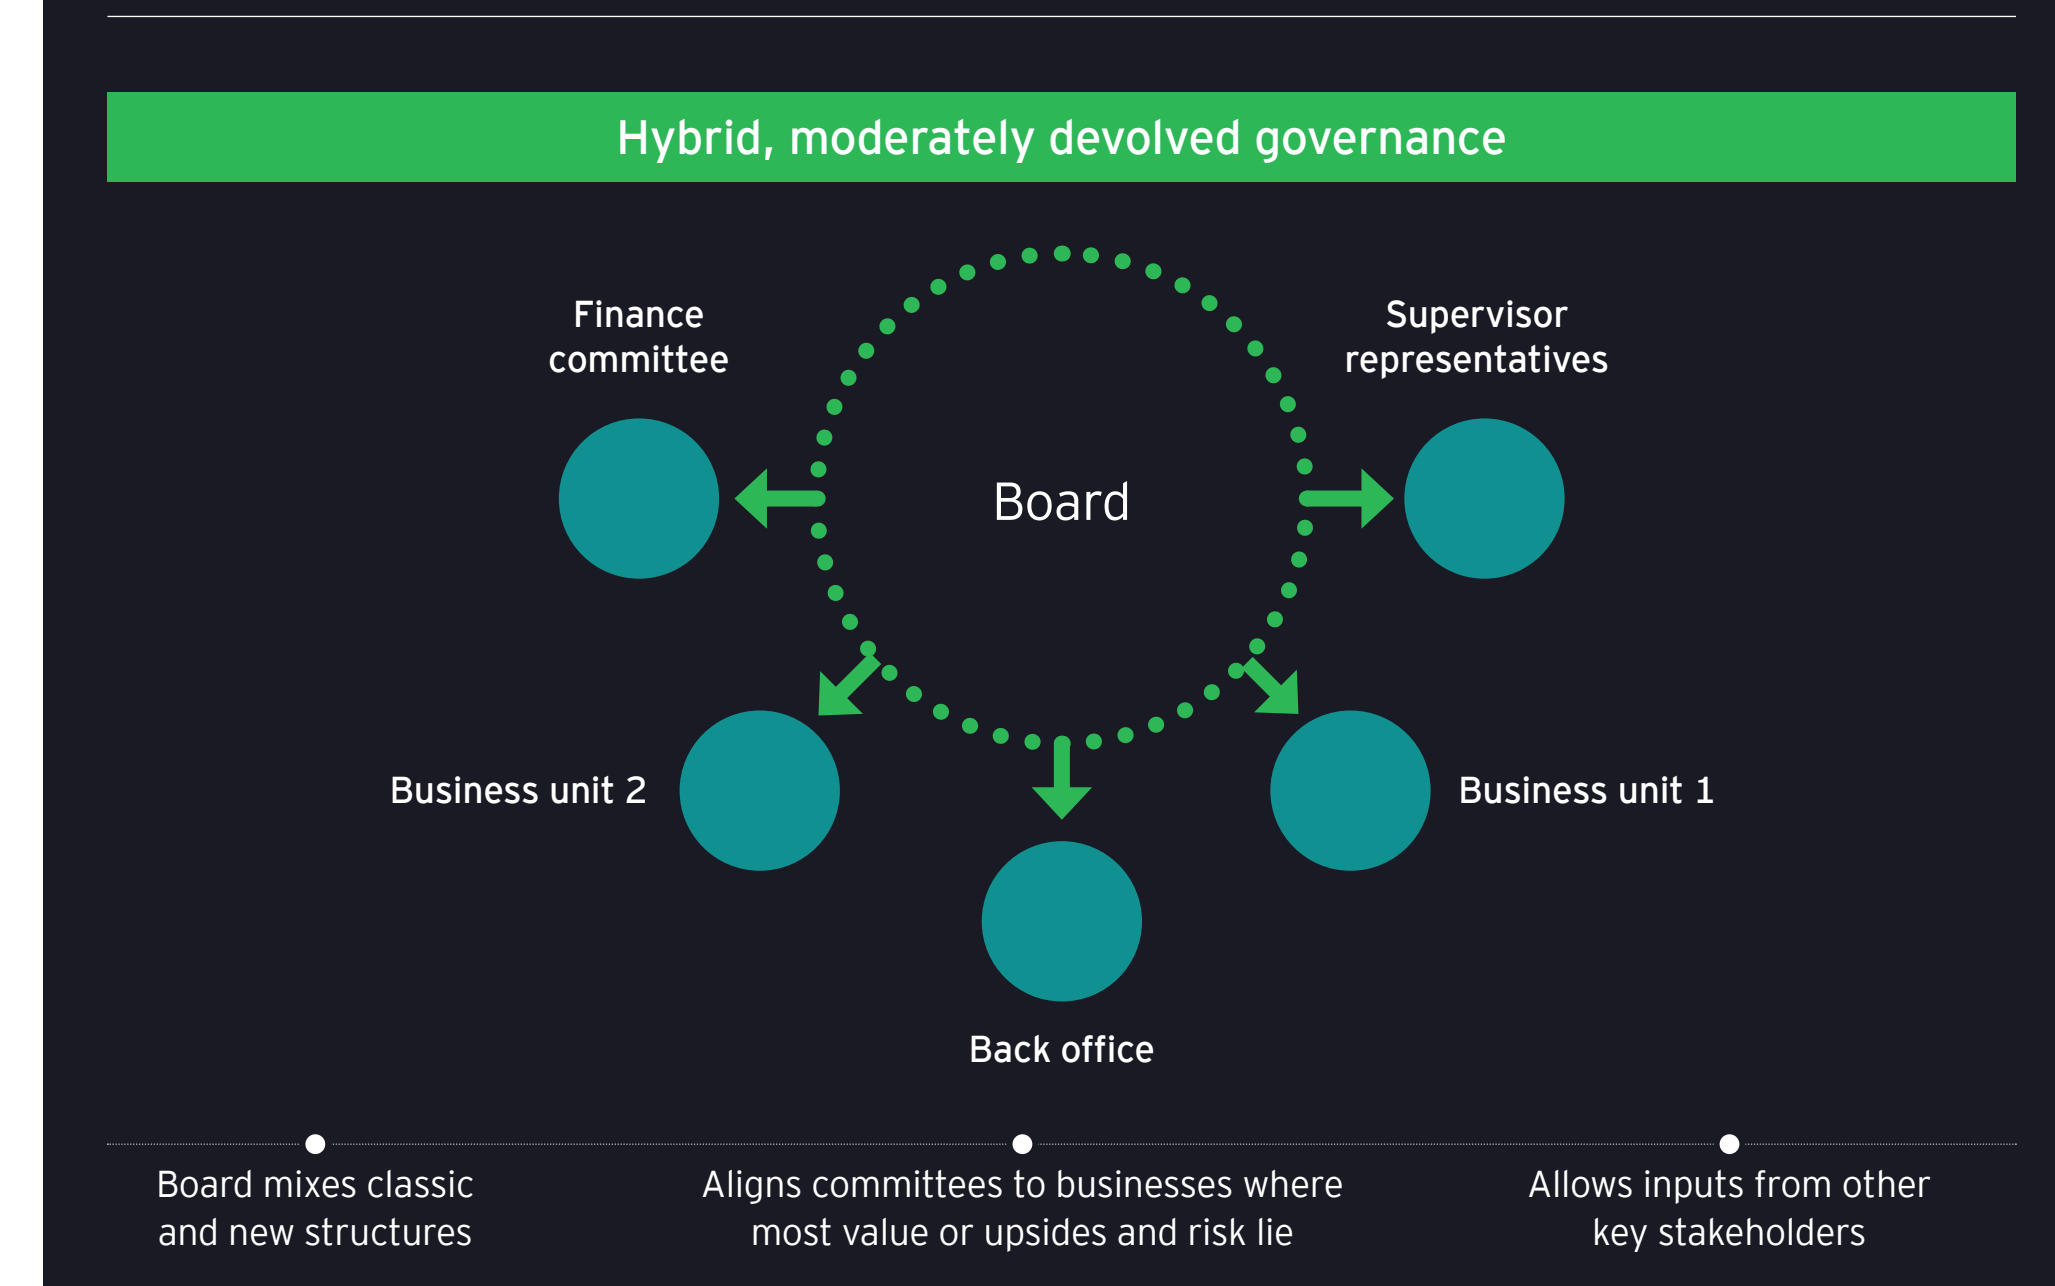 Hybrid, moderately devolved governance
Finance
committee
Supervisor
representatives
Board
Business unit 2
Business unit 1
Back office
Board mixes classic
and new structures
Aligns committees to businesses where
most value or upsides and risk lie
Allows inputs from other
key stakeholders